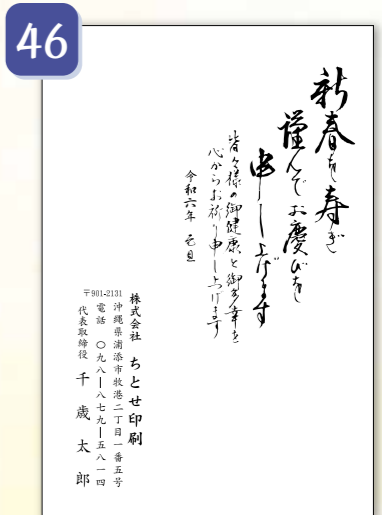 46
新春を寿ぎ
謹んでお慶びを
申し上げます
皆々様の御健康と御多幸を
心からお祈り申し上げます
令和六年 元旦
株式会社 ちとせ印刷
〒901-2131
沖縄県浦添市牧港二丁目一番五号
電話 〇九八ー八七九ー五八一四
代表取締役 千歳太郎